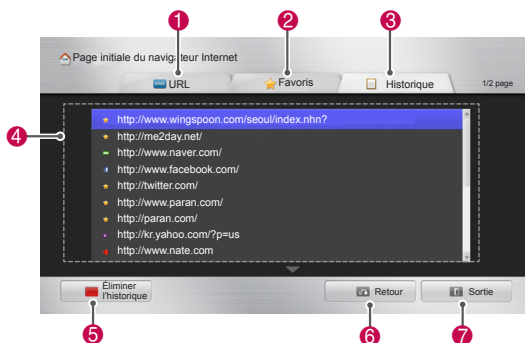 1
2
3
Page initiale du navigateur Internet
URL
Favoris
Historique
1/2 page
4
http://www.wingspoon.com/seoul/index.nhn?
http://me2day.net/
http://www.naver.com/
http://www.facebook.com/
http://twitter.com/
http://www.paran.com/
http://paran.com/
http://kr.yahoo.com/?p=us
http://www.nate.com
Éliminer
l'historique
Retour
Sortie
5
6
7